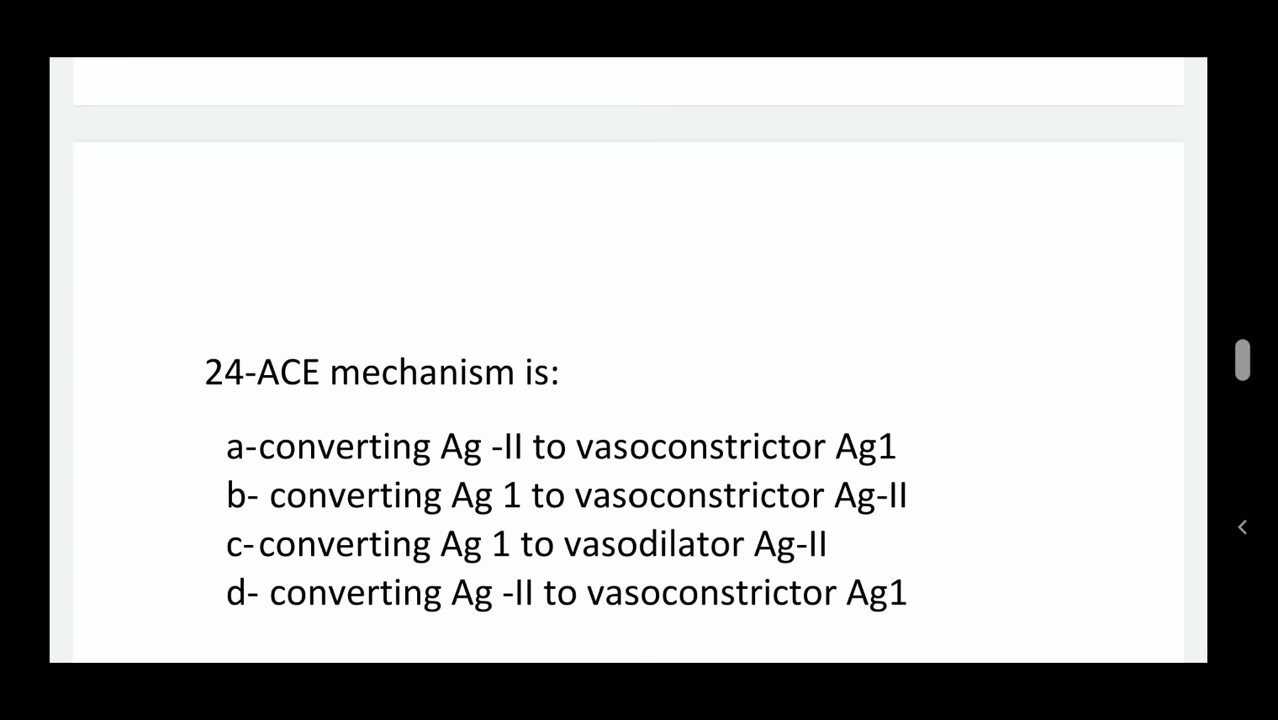 24-ACE mechanism is:
a-converting Ag -II to vasoconstrictor Ag1
b- converting Ag 1 to vasoconstrictor Ag-II
c-converting Ag 1 to vasodilator Ag-II
d- converting Ag -II to vasoconstrictor Ag1